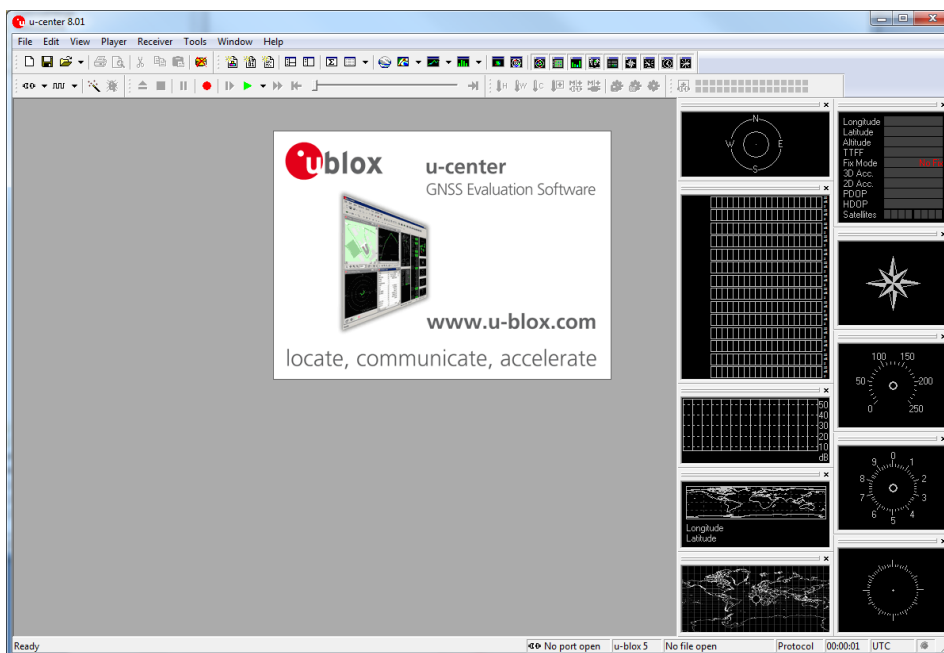 u-center 8.01
File Edit View Player Receiver Tools Window Help
ublox
u-center
GNSS Evaluation Software
www.u-blox.com
locate, communicate, accelerate
N
W E
S
50
40
30
20
10
dB
Longitude
Latitude
Longitude
Latitude
Altitude
TTFF
Fix Mode
3D Acc.
2D Acc.
PDOP
HDOP
Satellites
100 150
50 200
0 250
0
9 1
8 2
7 3
6 4
5
Ready No port open u-blox 5 No file open Protocol 00:00:01 UTC